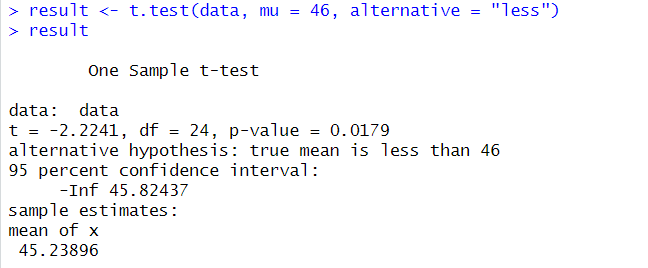 > result <- t.test(data, mu = 46, alternative = "less")
> result
One Sample t-test
data:  data
t = -2.2241, df = 24, p-value = 0.0179
alternative hypothesis: true mean is less than 46
95 percent confidence interval:
-Inf 45.82437
sample estimates:
mean of x
45.23896